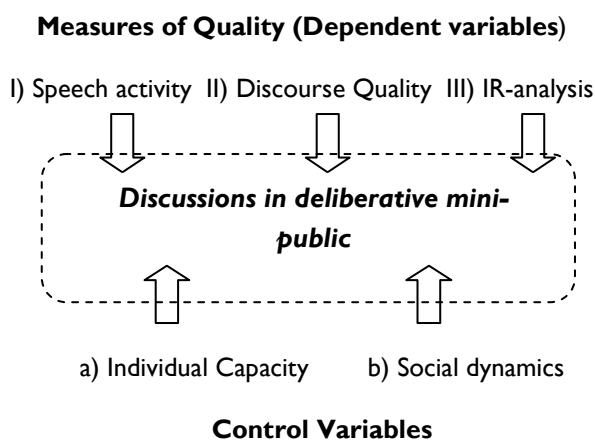 Measures of Quality (Dependent variables)
I) Speech activity II) Discourse Quality III) IR-analysis
Discussions in deliberative mini-
public
a) Individual Capacity b) Social dynamics
Control Variables